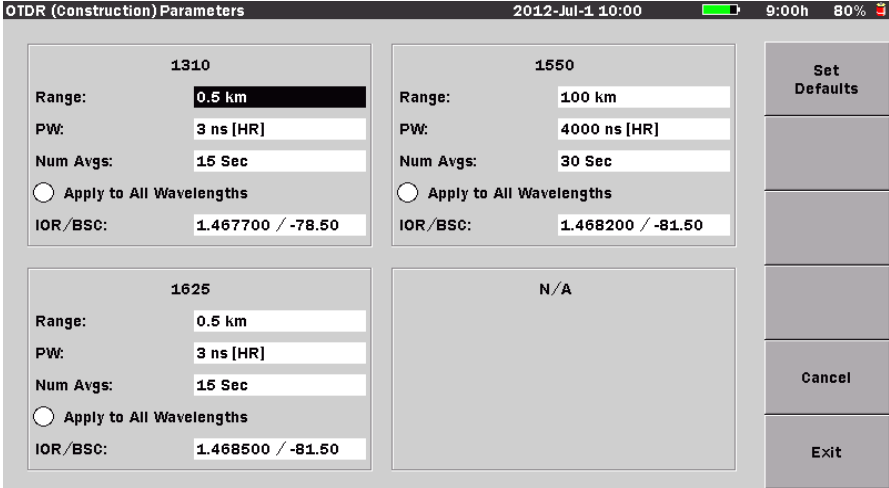 OTDR (Construction) Parameters 2012-Jul-1 10:00 9:00h 80%
1310
Range: 0.5 km
PW: 3 ns [HR]
Num Avgs: 15 Sec
Apply to All Wavelengths
IOR/BSC: 1.467700 / -78.50
1550
Range: 100 km
PW: 4000 ns [HR]
Num Avgs: 30 Sec
Apply to All Wavelengths
IOR/BSC: 1.468200 / -81.50
1625
Range: 0.5 km
PW: 3 ns [HR]
Num Avgs: 15 Sec
Apply to All Wavelengths
IOR/BSC: 1.468500 / -81.50
N/A
Set
Defaults
Cancel
Exit